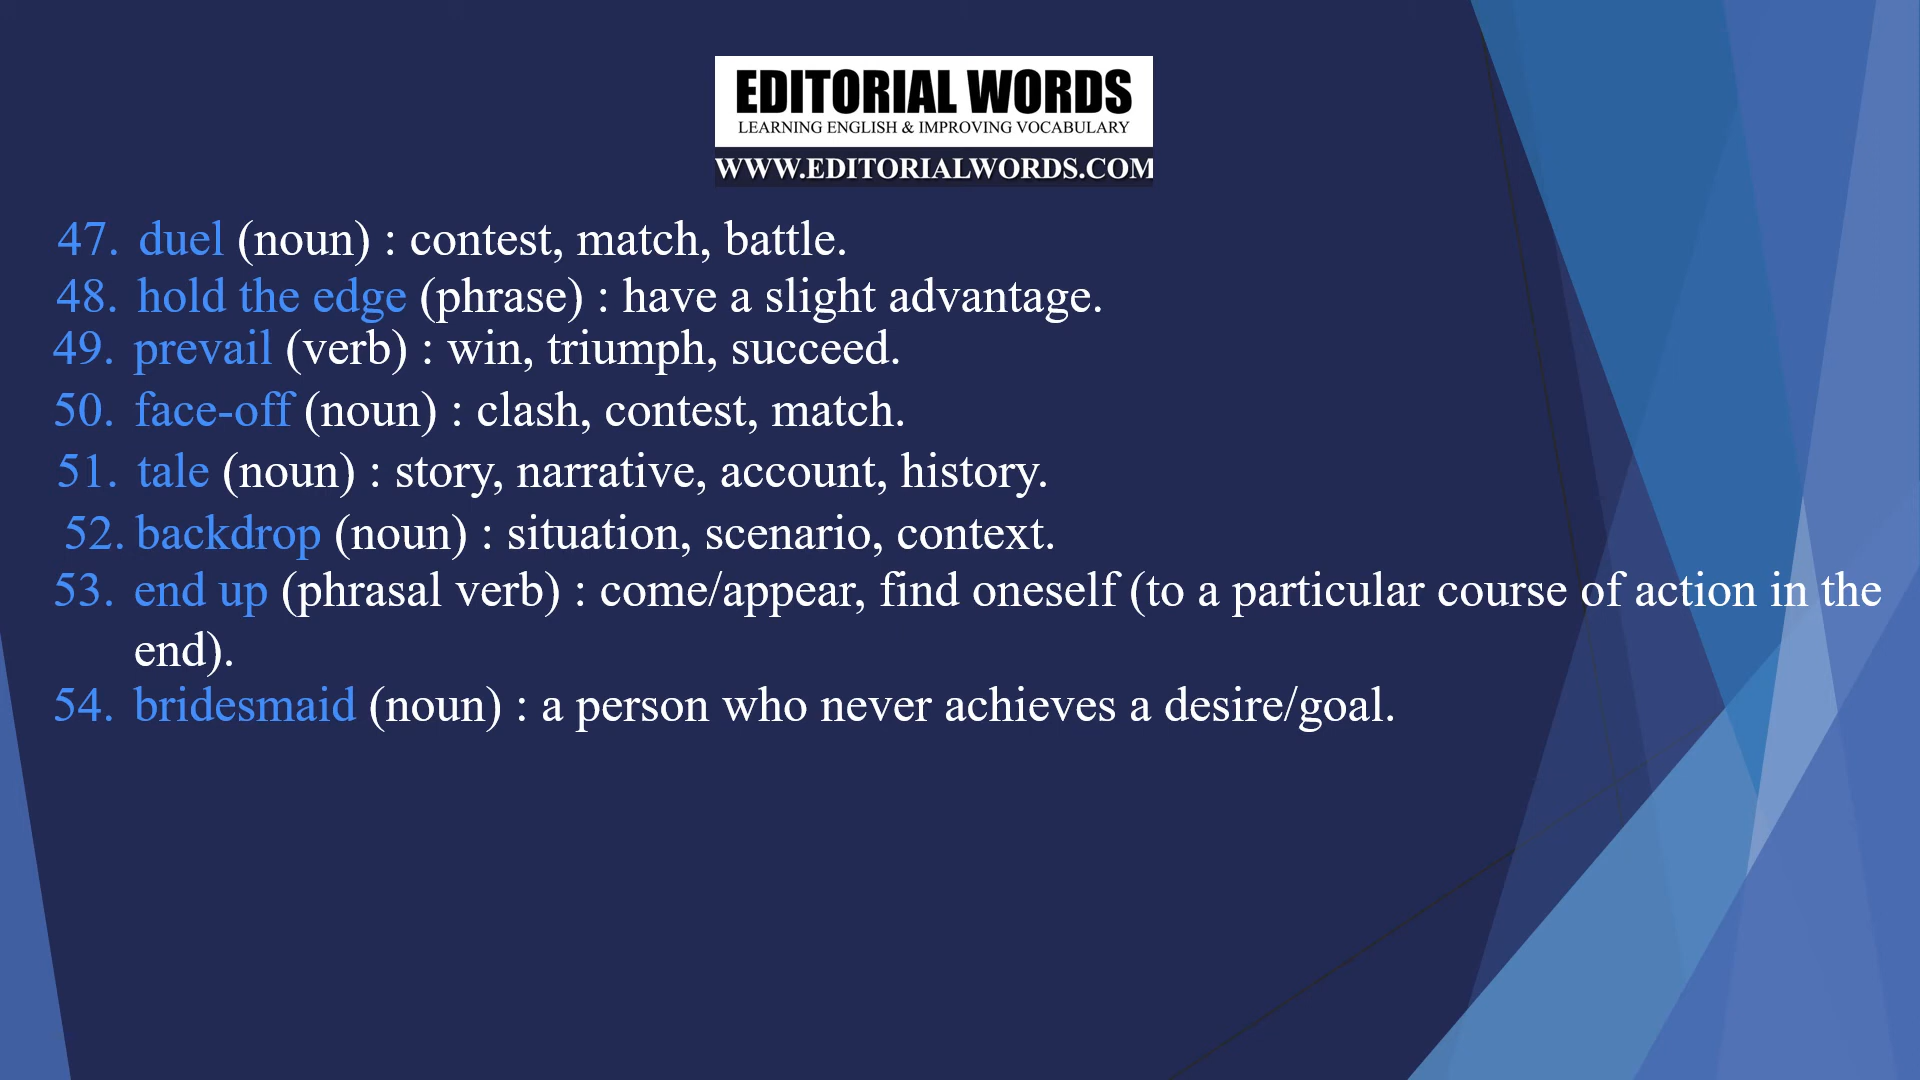 EDITORIAL WORDS
LEARNING ENGLISH & IMPROVING VOCABULARY
WWW.EDITORIALWORDS.COM
47. duel (noun) : contest, match, battle.
48. hold the edge (phrase) : have a slight advantage.
49. prevail (verb) : win, triumph, succeed.
50. face-off (noun) : clash, contest, match.
51. tale (noun) : story, narrative, account, history.
52. backdrop (noun) : situation, scenario, context.
53. end up (phrasal verb) : come/appear, find oneself (to a particular course of action in the
end).
54. bridesmaid (noun) : a person who never achieves a desire/goal.